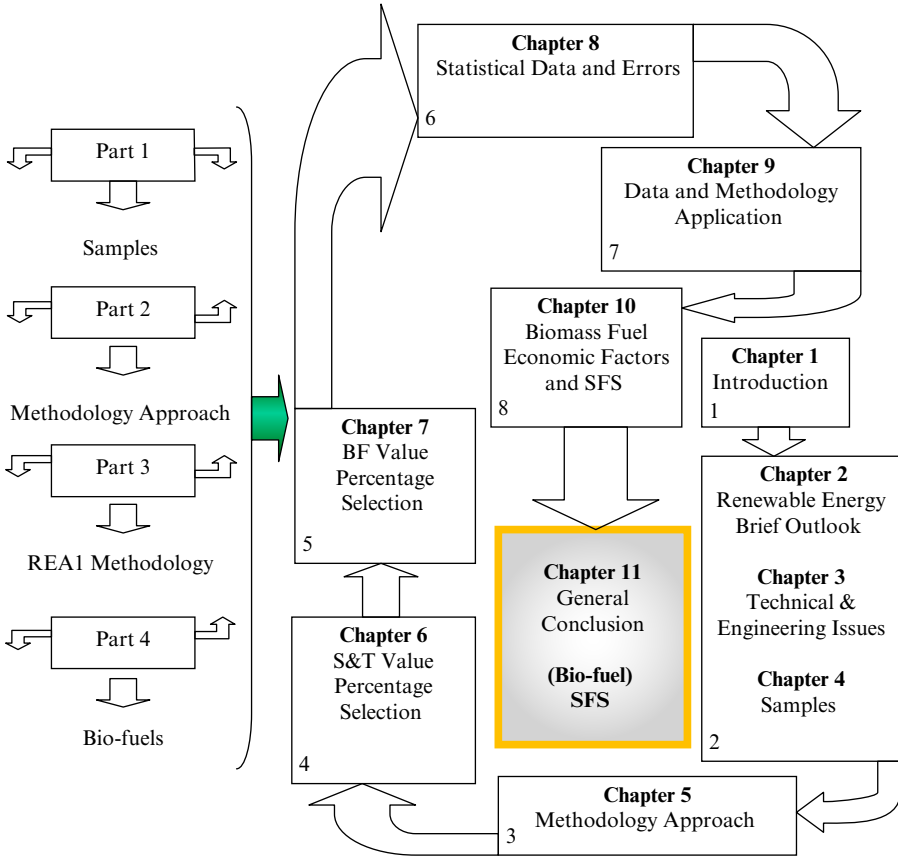 Part 1
Samples
Part 2
Methodology Approach
Part 3
REA1 Methodology
Part 4
Bio-fuels
Chapter 8
Statistical Data and Errors
6
Chapter 9
Data and Methodology
Application
7
Chapter 10
Biomass Fuel
Economic Factors
and SFS
8
Chapter 1
Introduction
1
Chapter 7
BF Value
Percentage
Selection
5
Chapter 2
Renewable Energy
Brief Outlook
Chapter 3
Technical &
Engineering Issues
Chapter 4
Samples
2
Chapter 11
General
Conclusion
(Bio-fuel)
SFS
Chapter 6
S&T Value
Percentage
Selection
4
Chapter 5
Methodology Approach
3